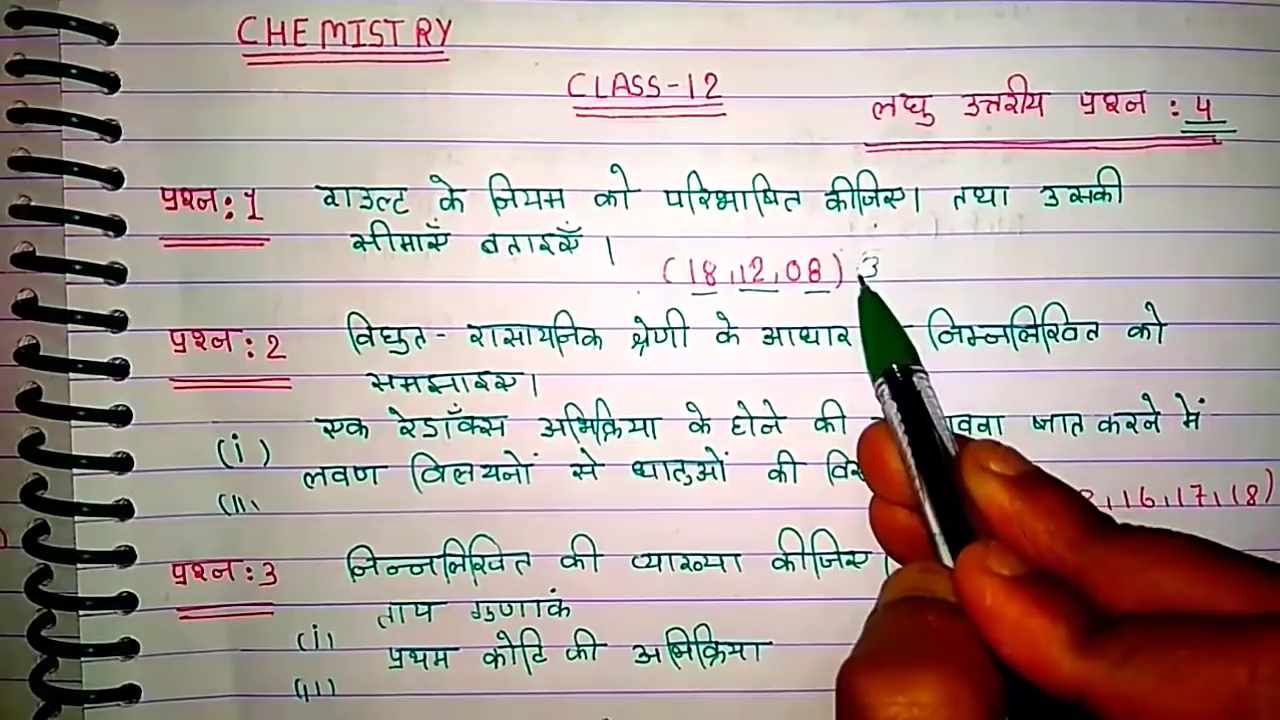 CHEMISTRY
CLASS-12
लघु उत्तरीय प्रश्न : 4
प्रश्न: 1 राउल्ट के नियम को परिभाषित कीजिए। तथा उसकी
सीमाएँ बताइएँ।
(18,12,08) 3
प्रश्न: 2 विधुत- रासायनिक श्रेणी के आधार निम्नलिखित को
समझाइए।
(i) एक रेडॉक्स अभिक्रिया के होने की ज्ञात करने में
(ii) लवण विलयनों से धातुओं की
,16,17,18)
प्रश्न: 3 निन्नलिखित की व्याख्या कीजिए।
(i) ताप गुणाकं
(ii) प्रथम कोटि की अभिक्रिया